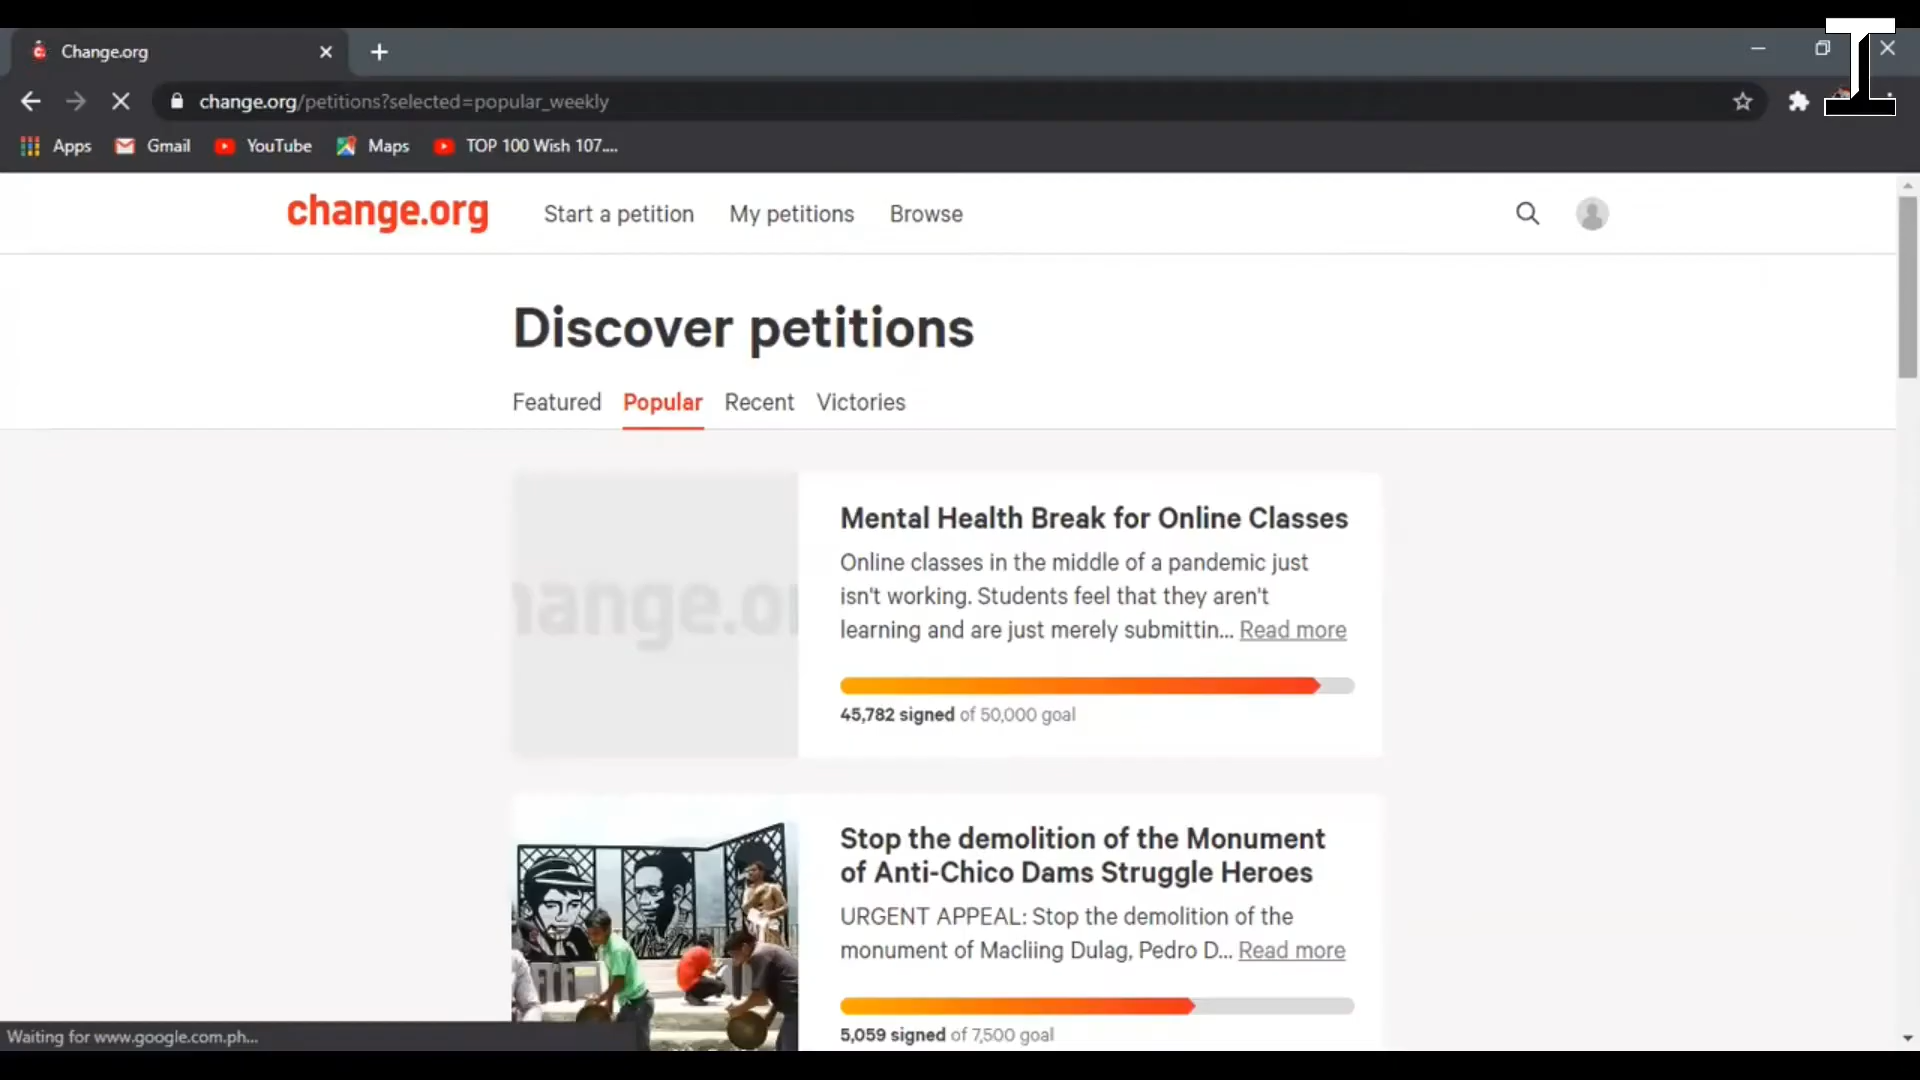 Change.org
change.org/petitions?selected=popular_weekly
Apps Gmail YouTube Maps TOP 100 Wish 107....
change.org Start a petition My petitions Browse
Discover petitions
Featured Popular Recent Victories
hange.o
Mental Health Break for Online Classes
Online classes in the middle of a pandemic just
isn't working. Students feel that they aren't
learning and are just merely submittin... Read more
45,782 signed of 50,000 goal
Stop the demolition of the Monument
of Anti-Chico Dams Struggle Heroes
URGENT APPEAL: Stop the demolition of the
monument of Macliing Dulag, Pedro D... Read more
5,059 signed of 7,500 goal
Waiting for www.google.com.ph...
I